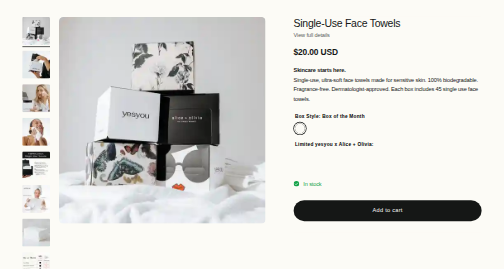 Single-Use Face Towels
View full details
$20.00 USD
Skincare starts here.
Single-use, ultra-soft face towels made for sensitive skin. 100% biodegradable.
Fragrance-free. Dermatologist-approved. Each box includes 45 single use face
towels.
Box Style: Box of the Month
Limited yesyou x Alice + Olivia:
In stock
Add to cart
yesyou
alice + olivia